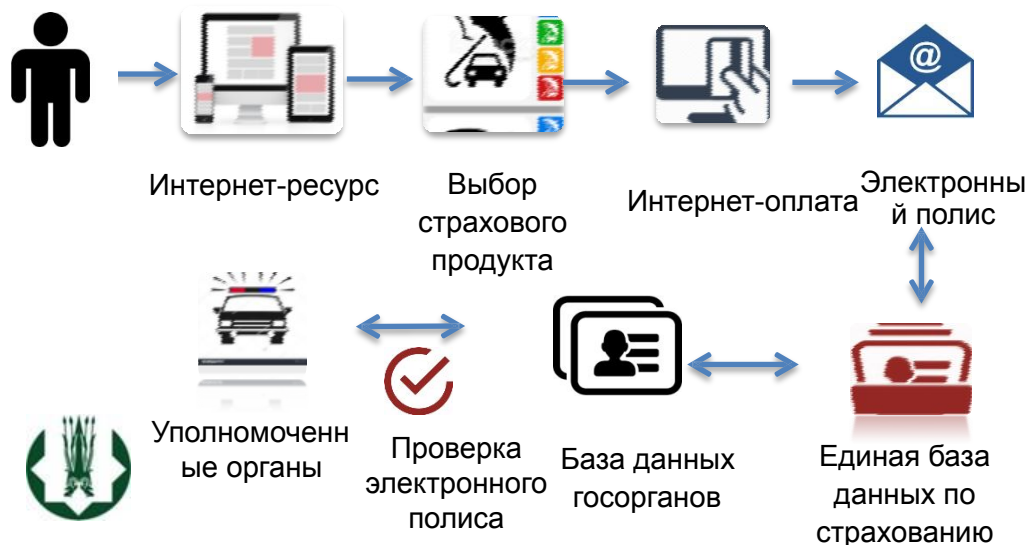 @
Интернет-ресурс
Выбор
страхового
продукта
Интернет-оплата
Электронны
й полис
Уполномоченн
ые органы
Проверка
электронного
полиса
База данных
госорганов
Единая база
данных по
страхованию